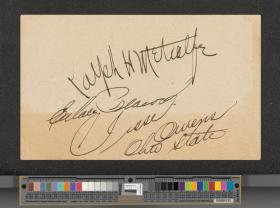 Ralph H Metcalfe
Eulace Peacock
Jesse Owens
Ohio State